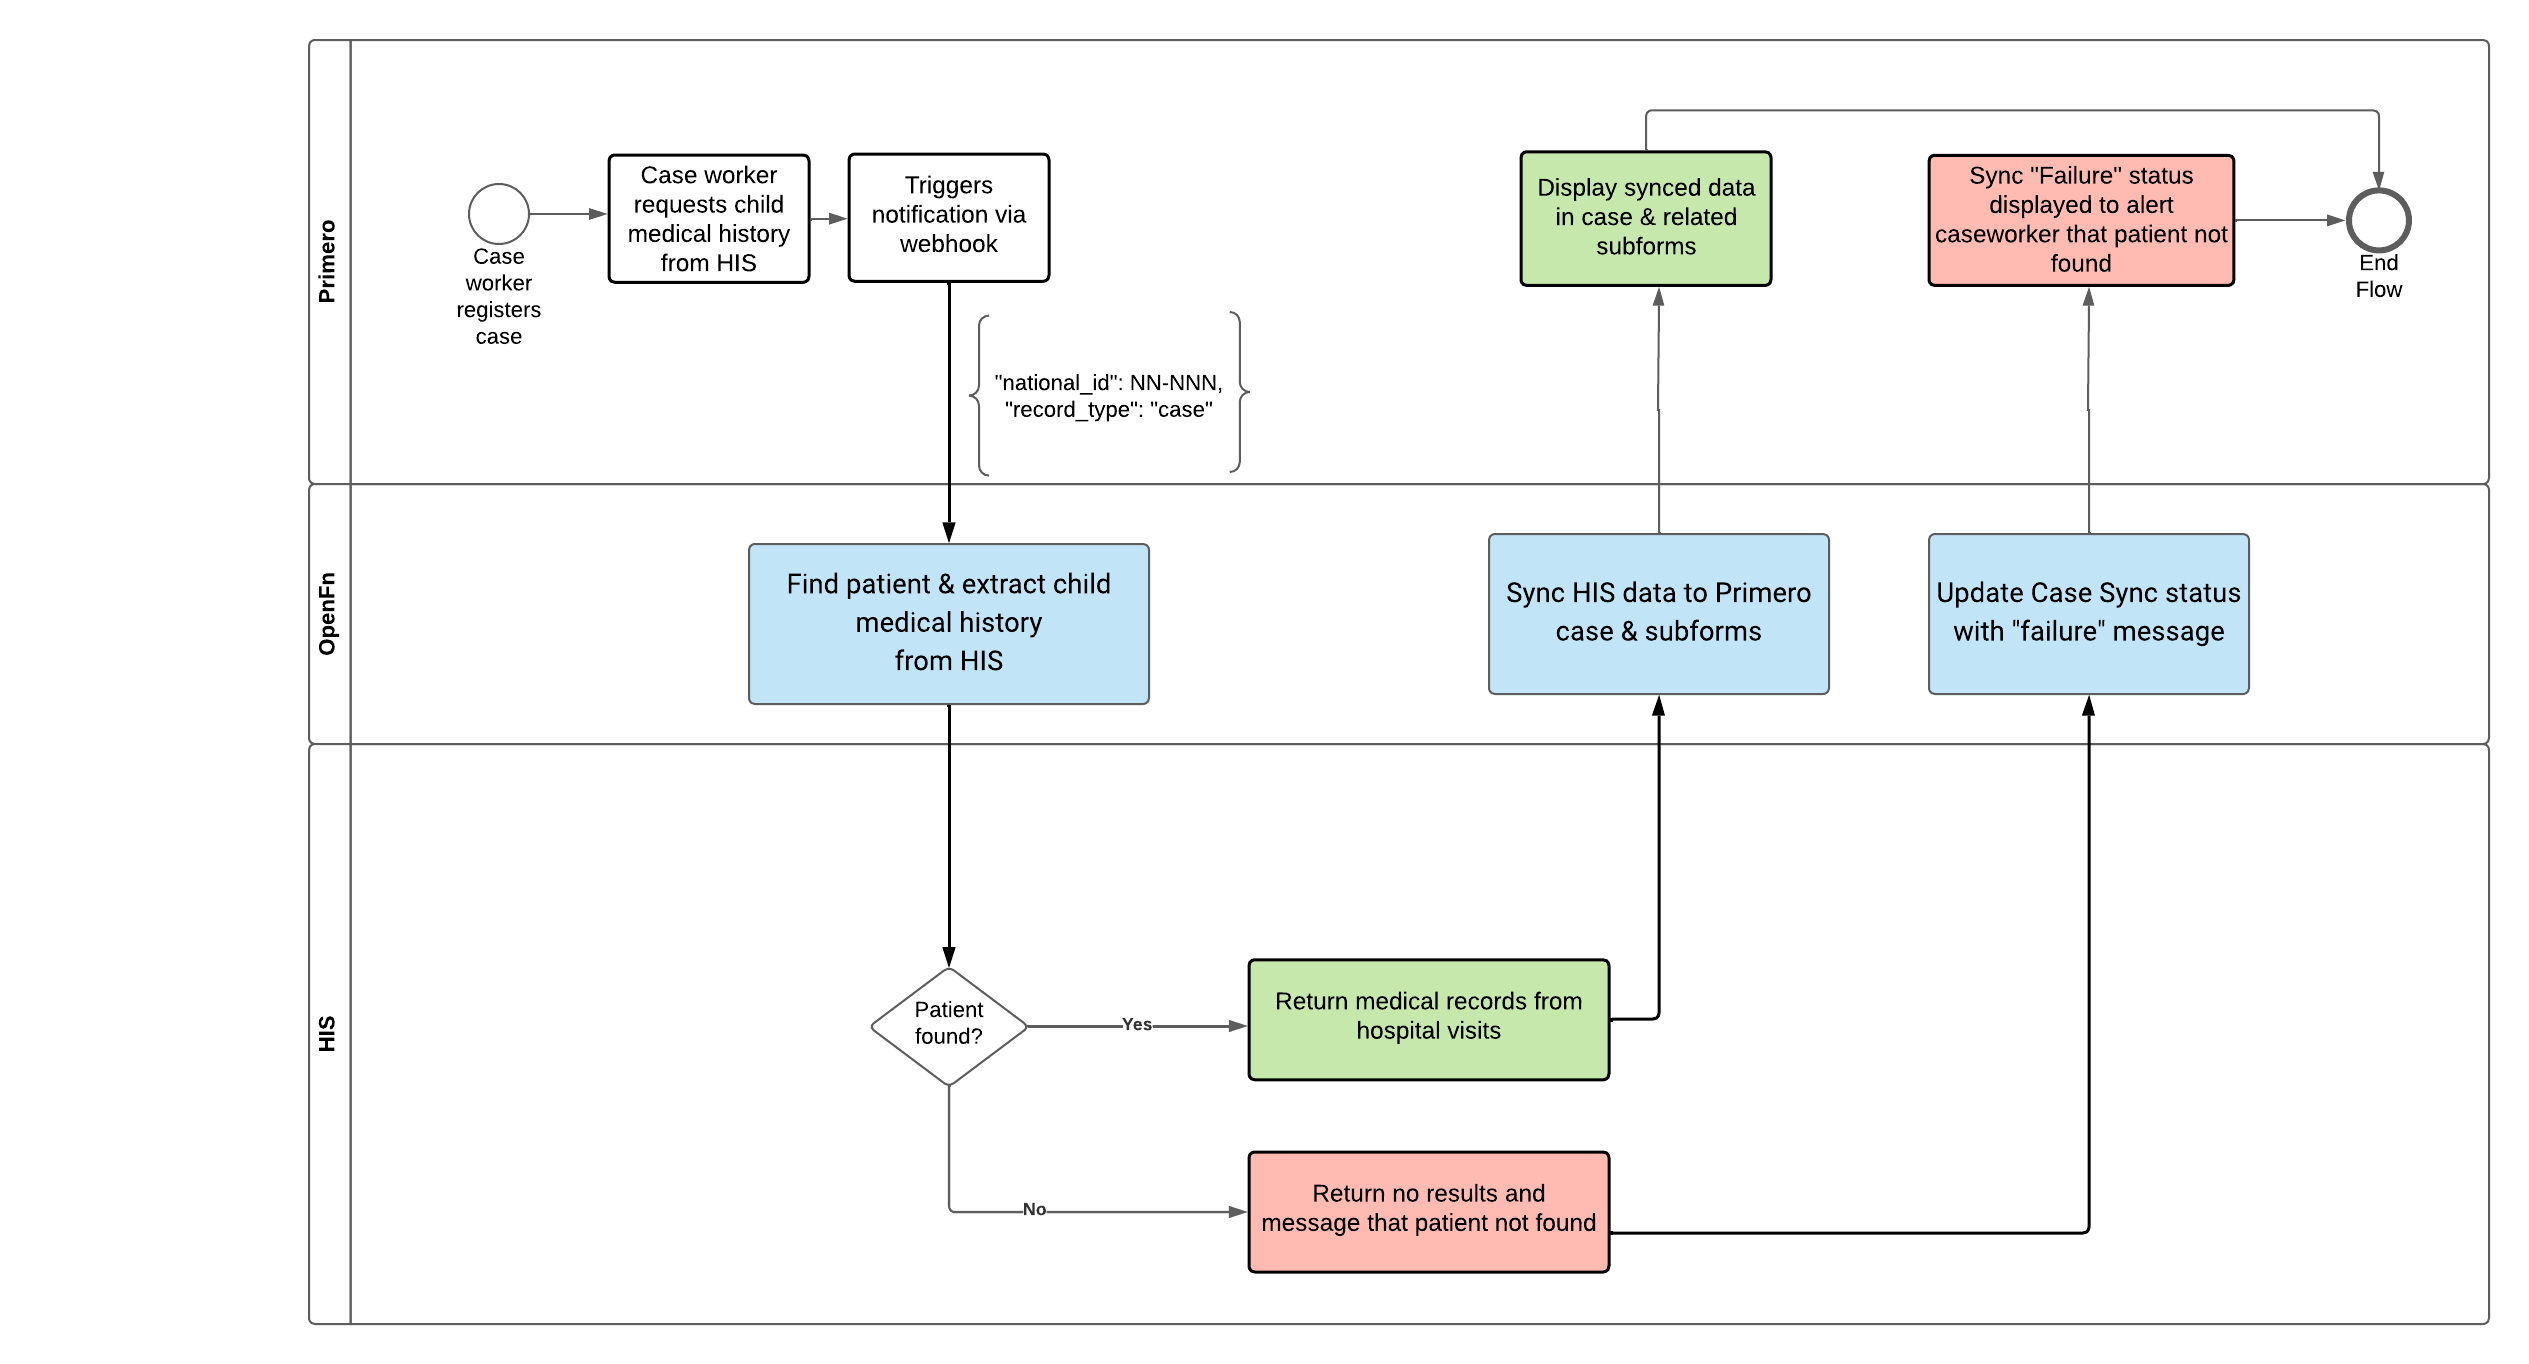 Primero
Case
worker
registers
case
Case worker
requests child
medical history
from HIS
Triggers
notification via
webhook
"national_id": NN-NNN,
"record_type": "case"
Display synced data
in case & related
subforms
Sync "Failure" status
displayed to alert
caseworker that patient not
found
End
Flow
OpenFn
Find patient & extract child
medical history
from HIS
Sync HIS data to Primero
case & subforms
Update Case Sync status
with "failure" message
HIS
Patient
found?
Yes
Return medical records from
hospital visits
No
Return no results and
message that patient not found